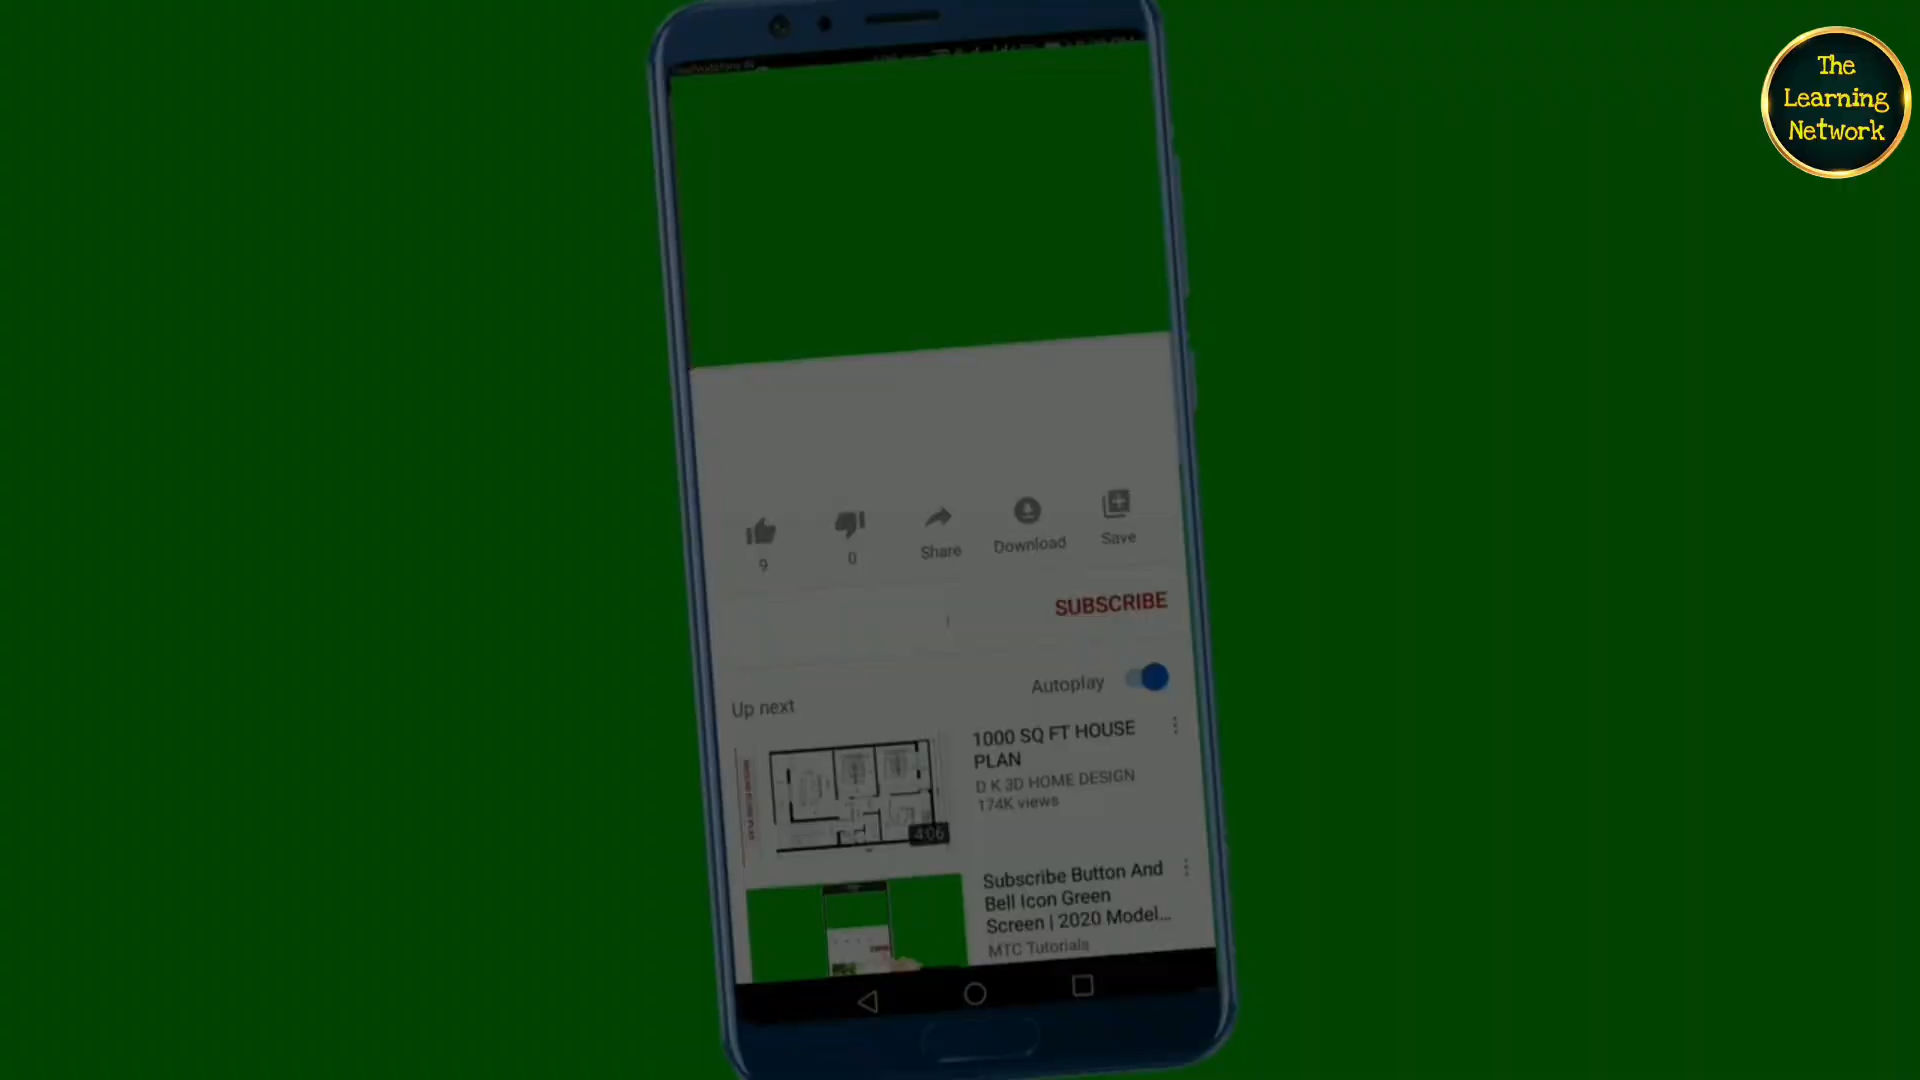 The
Learning
Network
9
0
Share
Download
Save
SUBSCRIBE
Autoplay
Up next
1000 SQ FT HOUSE
PLAN
D K 3D HOME DESIGN
174K views
4:06
Subscribe Button And
Bell Icon Green
Screen | 2020 Model...
MTC Tutorials